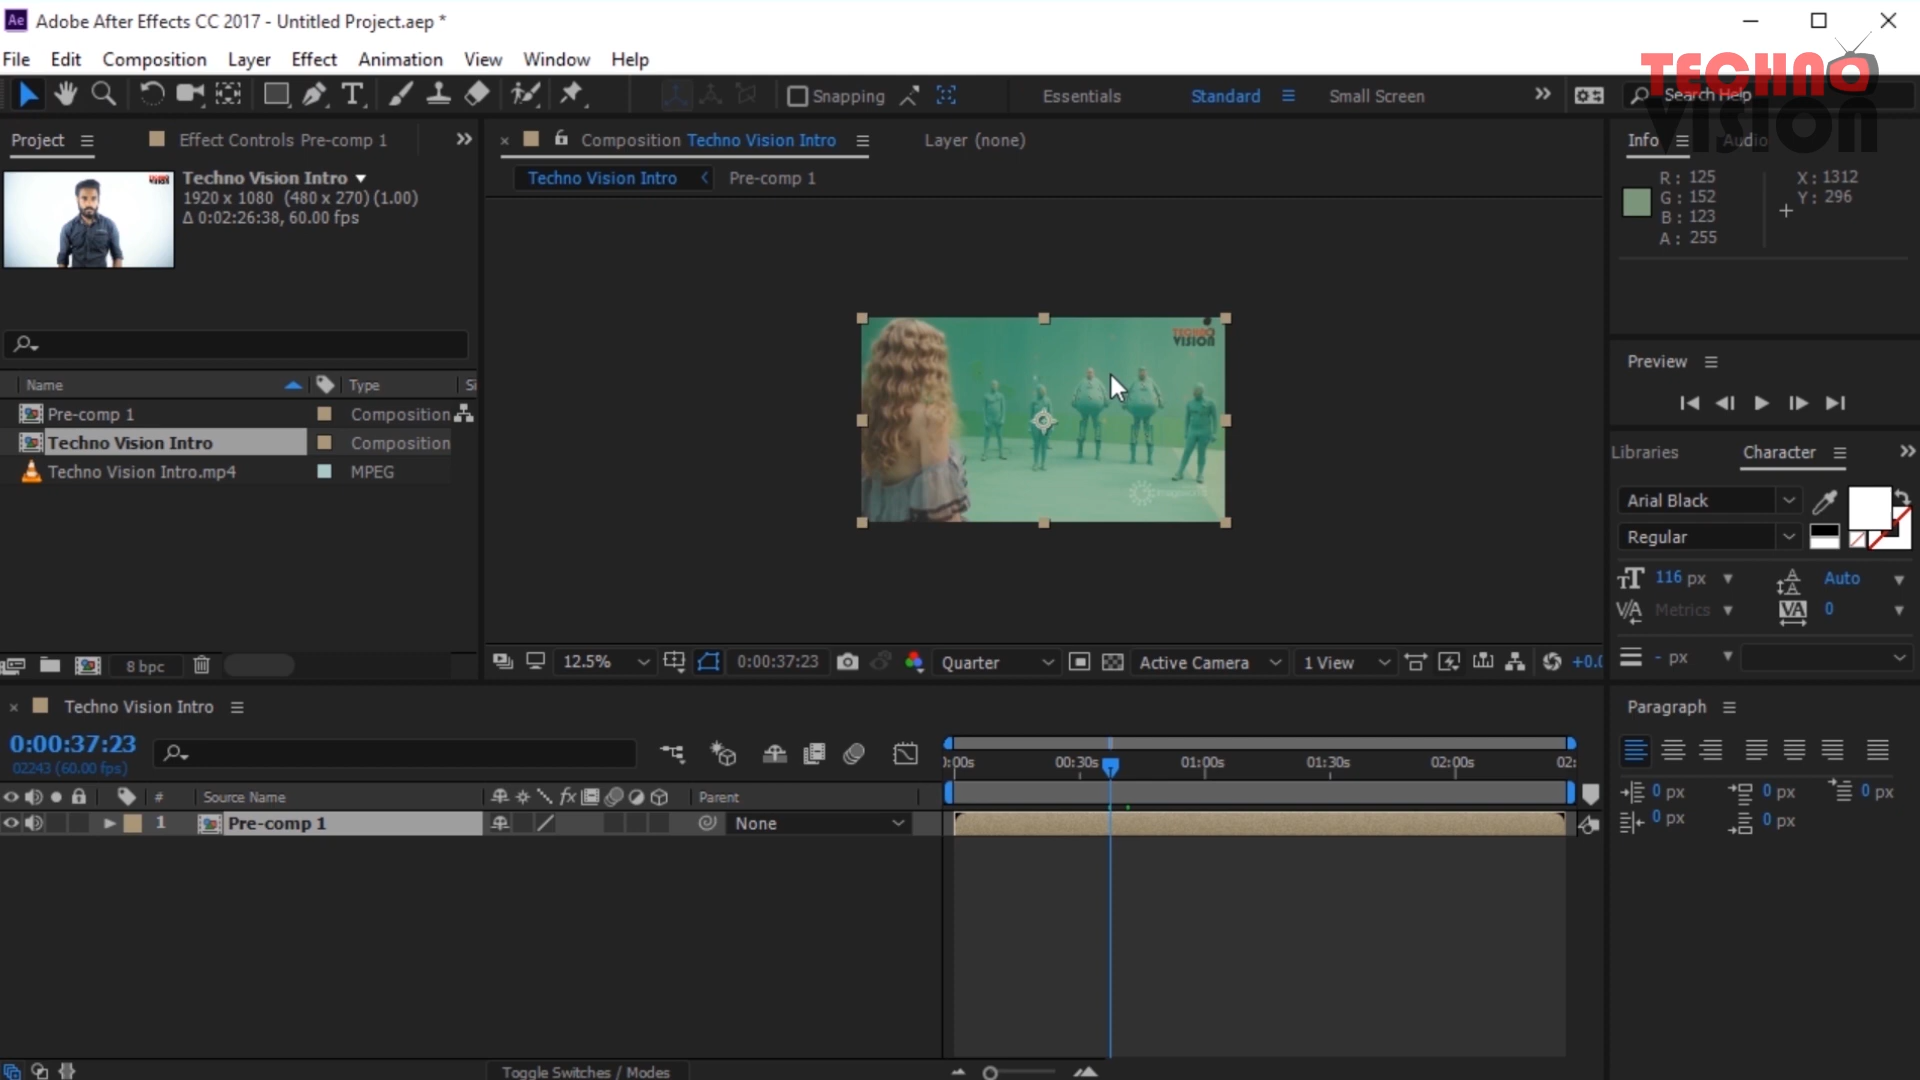 Ae Adobe After Effects CC 2017 - Untitled Project.aep *
File Edit Composition Layer Effect Animation View Window Help
T Snapping Essentials Standard Small Screen Search Help
TECHNO VISION
Project Effect Controls Pre-comp 1
Composition Techno Vision Intro Layer (none)
Info Audio
Techno Vision Intro
1920 x 1080 (480 x 270) (1.00)
Δ 0:02:26:38, 60.00 fps
Techno Vision Intro Pre-comp 1
R: 125 X: 1312
G: 152 Y: 296
B: 123
A: 255
TECHNO
VISION
Preview
Name Type Si
Pre-comp 1 Composition
Techno Vision Intro Composition
Techno Vision Intro.mp4 MPEG
Libraries Character
Arial Black
Regular
116 px Auto
Metrics 0
- px
8 bpc
12.5% 0:00:37:23 Quarter Active Camera 1 View +0.0
Techno Vision Intro
Paragraph
0:00:37:23
02243 (60.00 fps)
):00s 00:30s 01:00s 01:30s 02:00s 02:
# Source Name fx Parent
1 Pre-comp 1 None
0 px 0 px 0 px
0 px 0 px
Toggle Switches / Modes